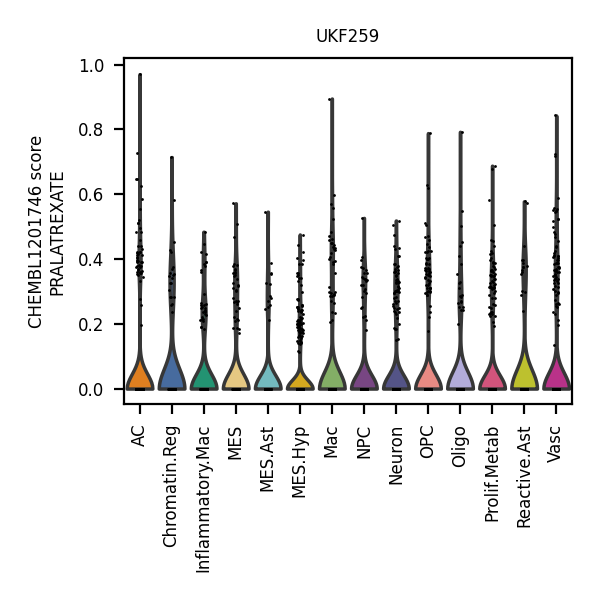 UKF259
CHEMBL1201746 score
PRALATREXATE
1.0
0.8
0.6
0.4
0.2
0.0
AC
Chromatin.Reg
Inflammatory.Mac
MES
MES.Ast
MES.Hyp
Mac
NPC
Neuron
OPC
Oligo
Prolif.Metab
Reactive.Ast
Vasc